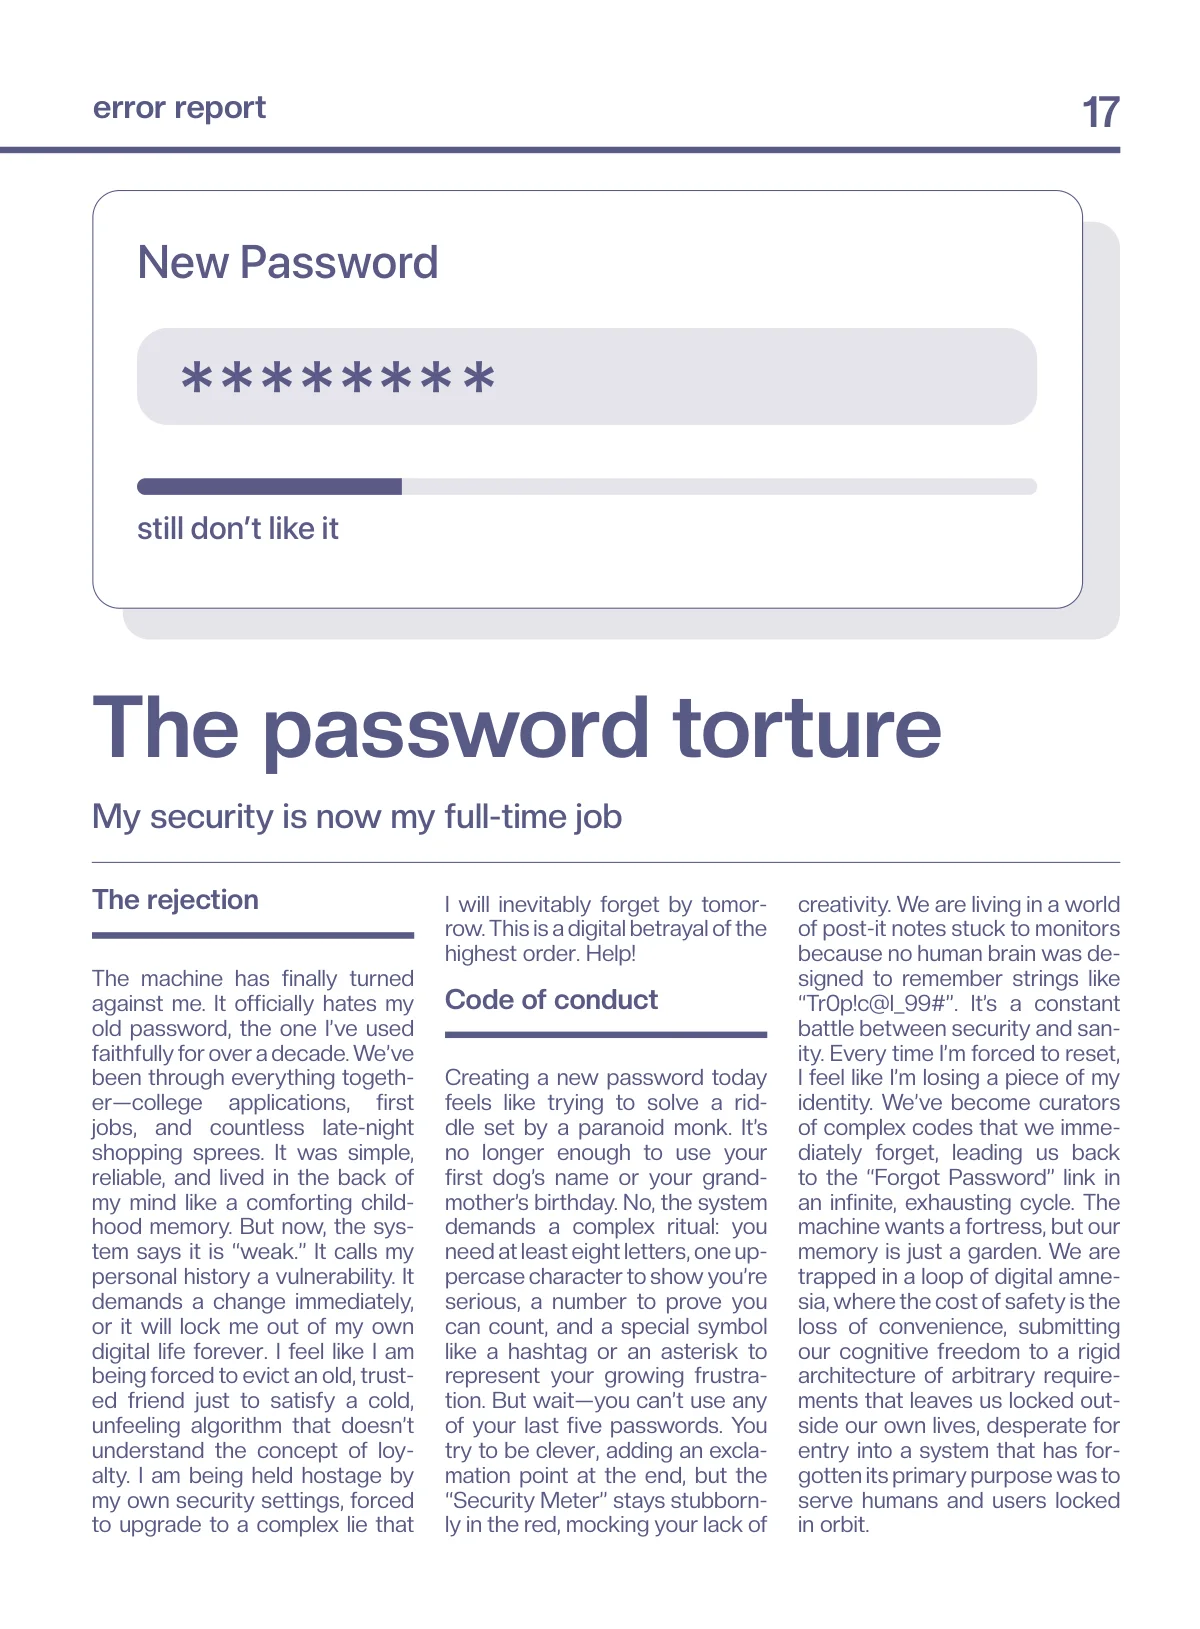 error report
17
New Password
********
still don’t like it
The password torture
My security is now my full-time job
The rejection
The machine has finally turned
against me. It officially hates my
old password, the one I’ve used
faithfully for over a decade. We’ve
been through everything togeth-
er—college applications, first
jobs, and countless late-night
shopping sprees. It was simple,
reliable, and lived in the back of
my mind like a comforting child-
hood memory. But now, the sys-
tem says it is “weak.” It calls my
personal history a vulnerability. It
demands a change immediately,
or it will lock me out of my own
digital life forever. I feel like I am
being forced to evict an old, trust-
ed friend just to satisfy a cold,
unfeeling algorithm that doesn’t
understand the concept of loy-
alty. I am being held hostage by
my own security settings, forced
to upgrade to a complex lie that
I will inevitably forget by tomor-
row. This is a digital betrayal of the
highest order. Help!
Code of conduct
Creating a new password today
feels like trying to solve a rid-
dle set by a paranoid monk. It’s
no longer enough to use your
first dog’s name or your grand-
mother’s birthday. No, the system
demands a complex ritual: you
need at least eight letters, one up-
percase character to show you’re
serious, a number to prove you
can count, and a special symbol
like a hashtag or an asterisk to
represent your growing frustra-
tion. But wait—you can’t use any
of your last five passwords. You
try to be clever, adding an excla-
mation point at the end, but the
“Security Meter” stays stubborn-
ly in the red, mocking your lack of
creativity. We are living in a world
of post-it notes stuck to monitors
because no human brain was de-
signed to remember strings like
“Tr0p!c@l_99#”. It’s a constant
battle between security and san-
ity. Every time I’m forced to reset,
I feel like I’m losing a piece of my
identity. We’ve become curators
of complex codes that we imme-
diately forget, leading us back
to the “Forgot Password” link in
an infinite, exhausting cycle. The
machine wants a fortress, but our
memory is just a garden. We are
trapped in a loop of digital amne-
sia, where the cost of safety is the
loss of convenience, submitting
our cognitive freedom to a rigid
architecture of arbitrary require-
ments that leaves us locked out-
side our own lives, desperate for
entry into a system that has for-
gotten its primary purpose was to
serve humans and users locked
in orbit.